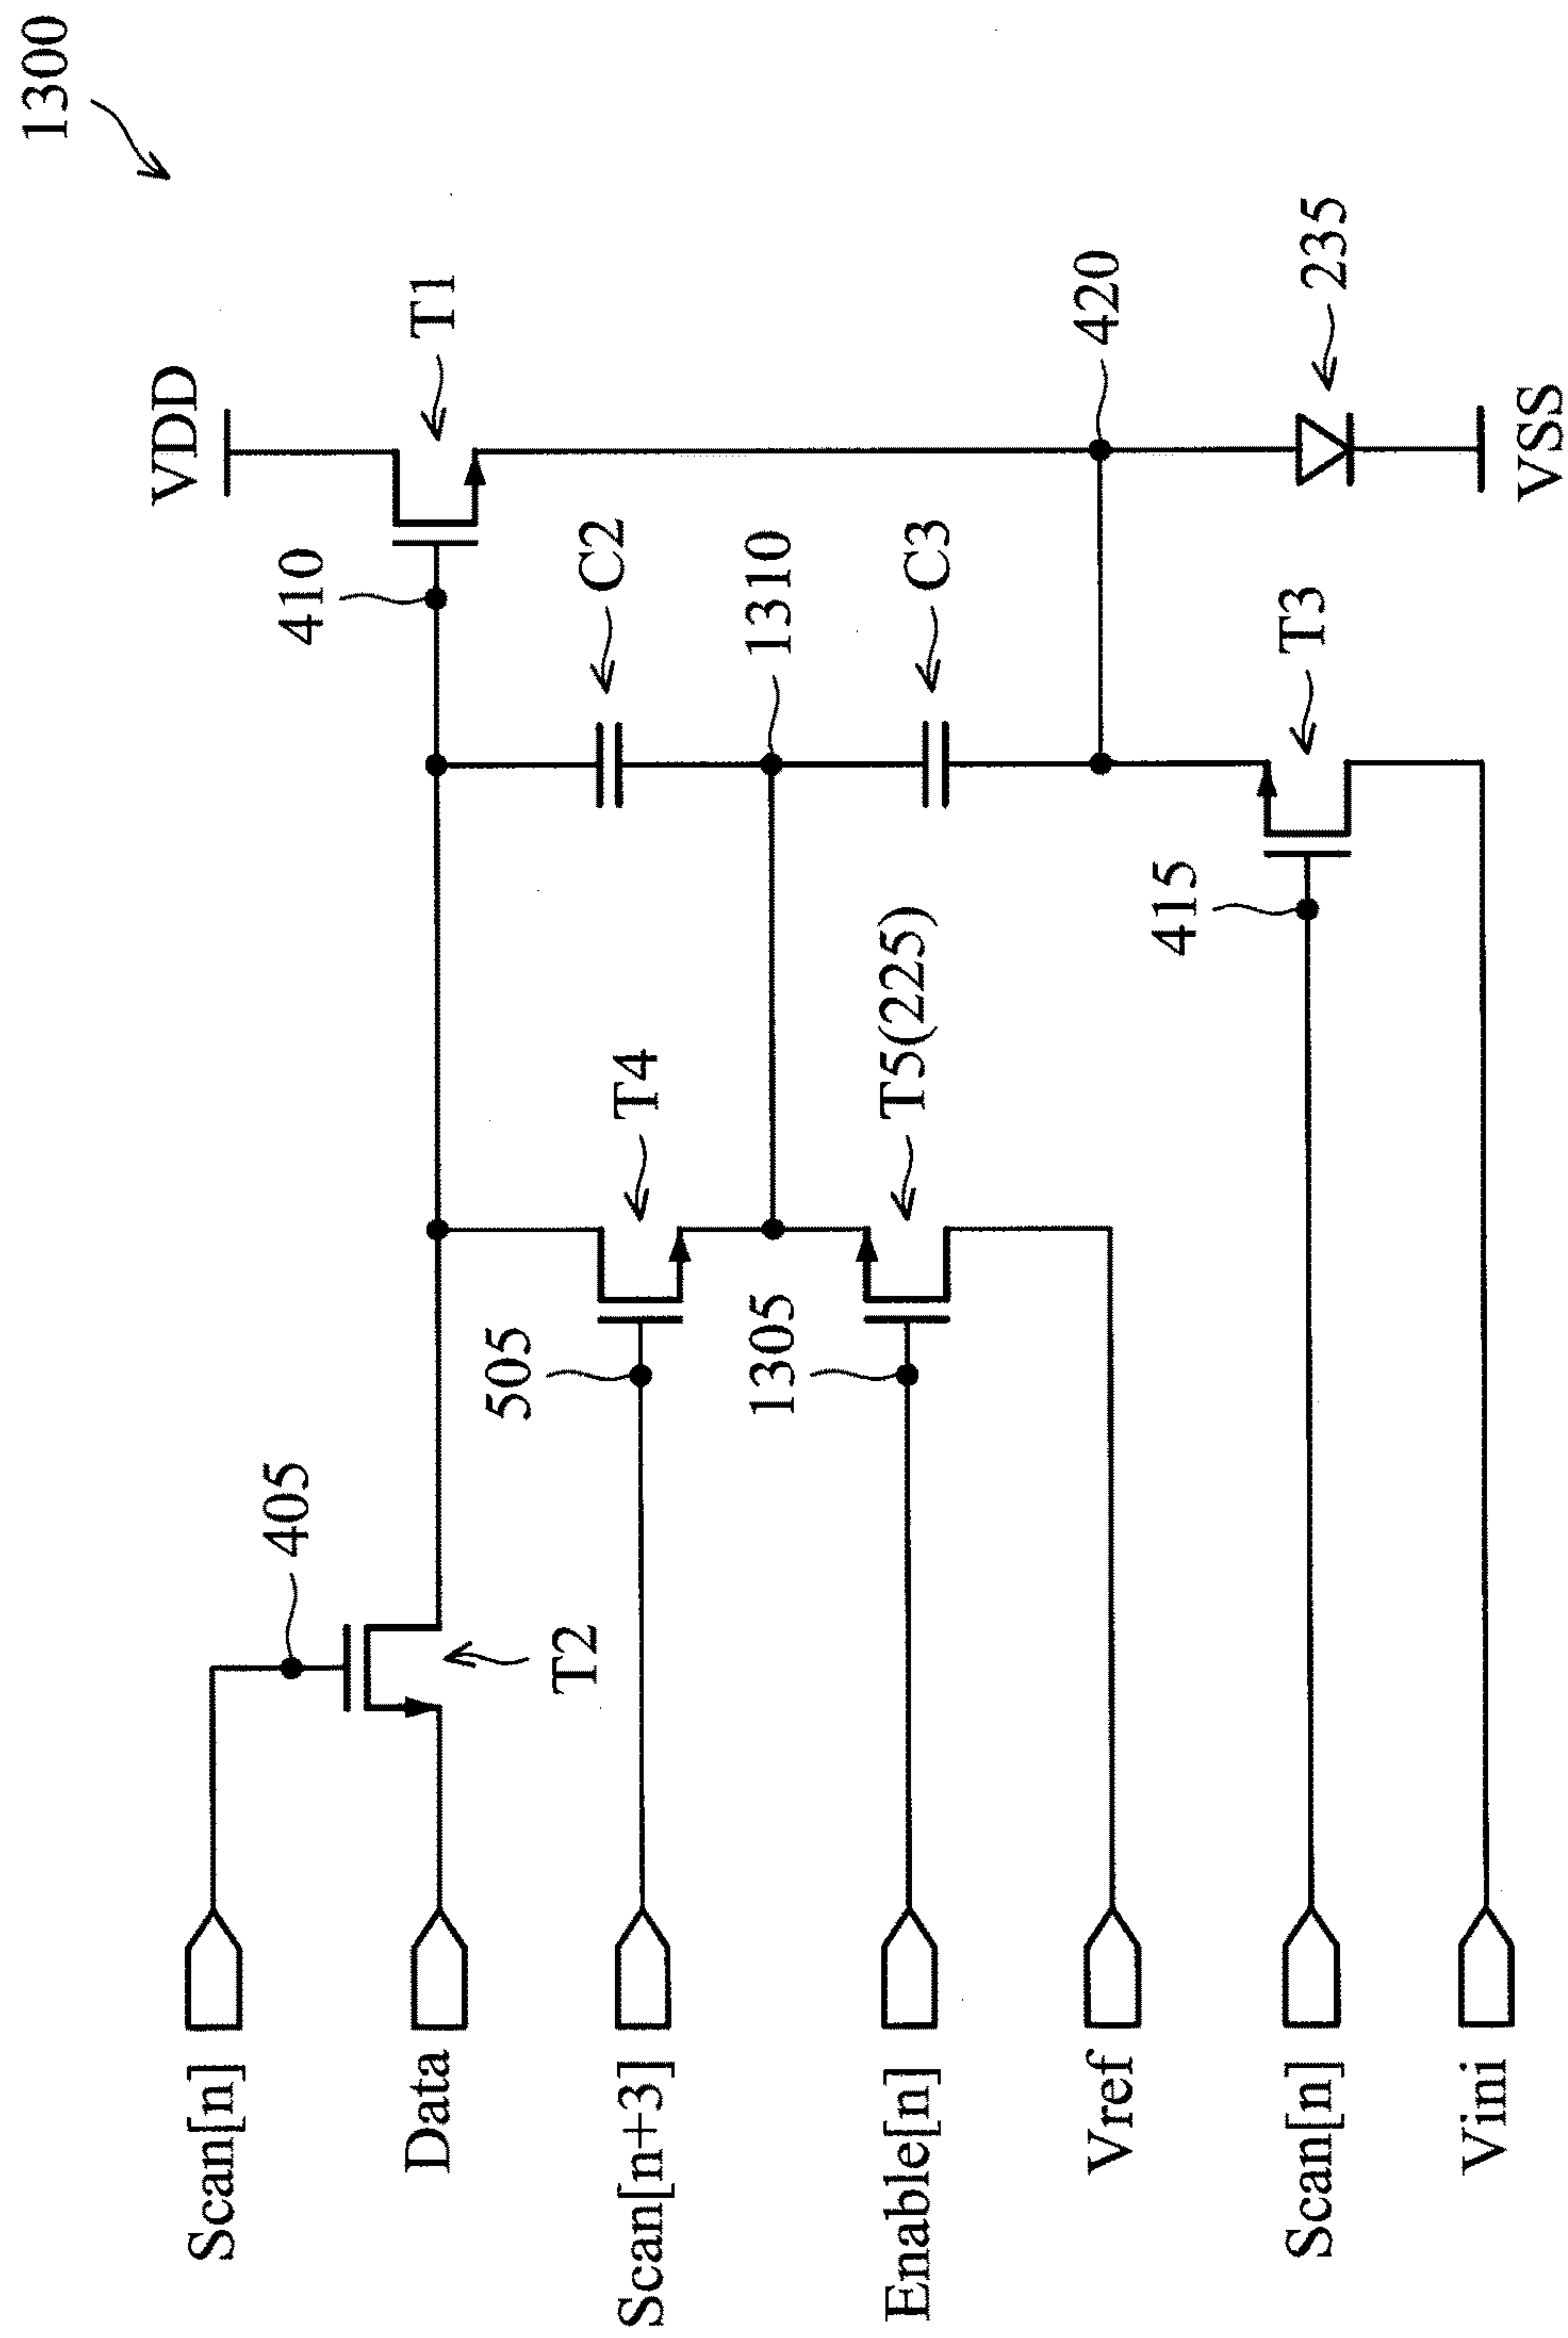 1300
VDD
T1
410
C2
1310
C3
420
235
VSS
T3
415
T4
T5(225)
505
1305
405
T2
Scan[n]
Data
Scan[n+3]
Enable[n]
Vref
Scan[n]
Vini